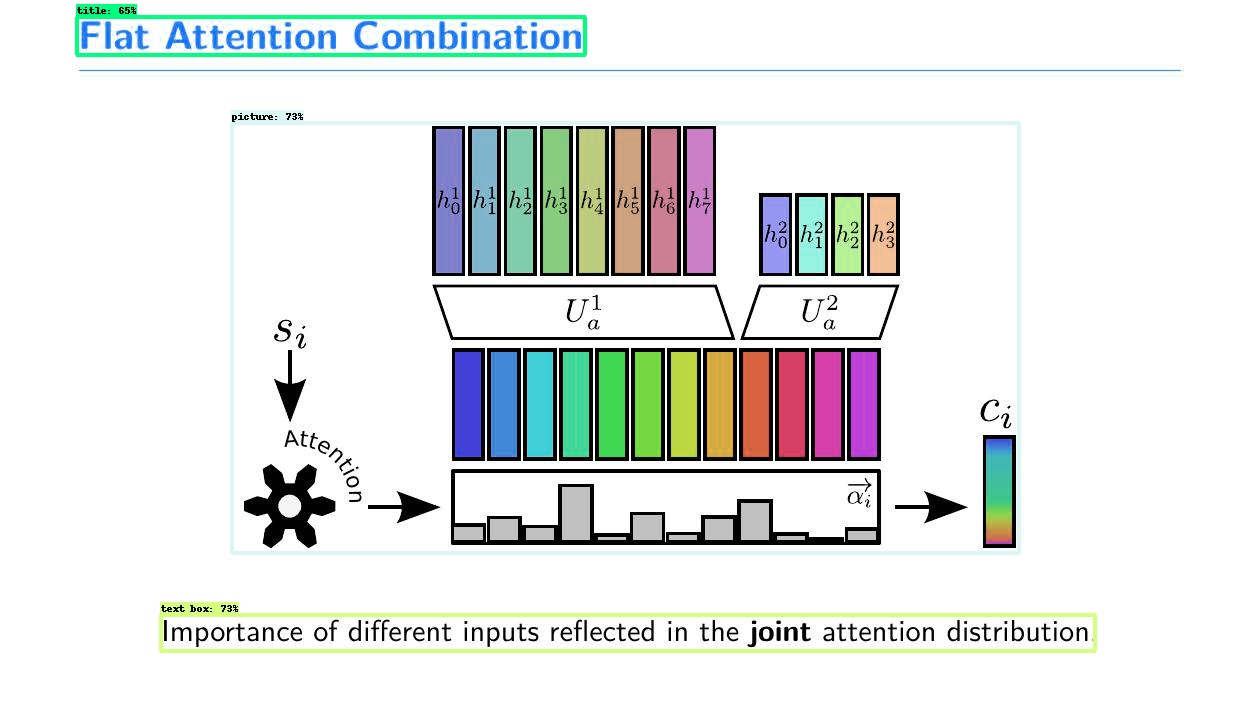 title: 65%
Flat Attention Combination
picture: 73%
h_0^1 h_1^1 h_2^1 h_3^1 h_4^1 h_5^1 h_6^1 h_7^1
h_0^2 h_1^2 h_2^2 h_3^2
U_a^1 U_a^2
s_i
Attention
α_i
c_i
text box: 73%
Importance of different inputs reflected in the joint attention distribution.